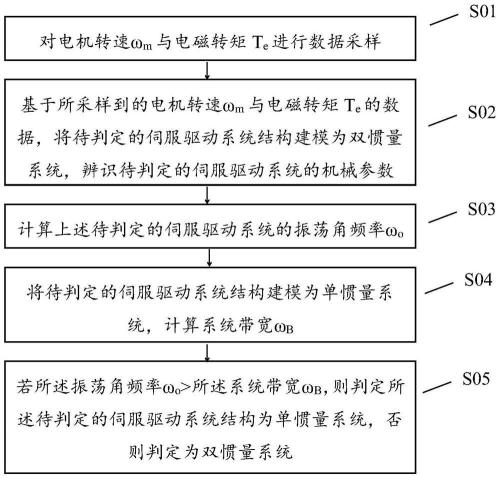 S01
对电机转速ωm与电磁转矩 Te进行数据采样
S02
基于所采样到的电机转速ωm与电磁转矩 Te的数
据，将待判定的伺服驱动系统结构建模为双惯量
系统，辨识待判定的伺服驱动系统的机械参数
S03
计算上述待判定的伺服驱动系统的振荡角频率ωo
S04
将待判定的伺服驱动系统结构建模为单惯量系
统，计算系统带宽ωB
S05
若所述振荡角频率ωo>所述系统带宽ωB，则判定所
述待判定的伺服驱动系统结构为单惯量系统，否
则判定为双惯量系统